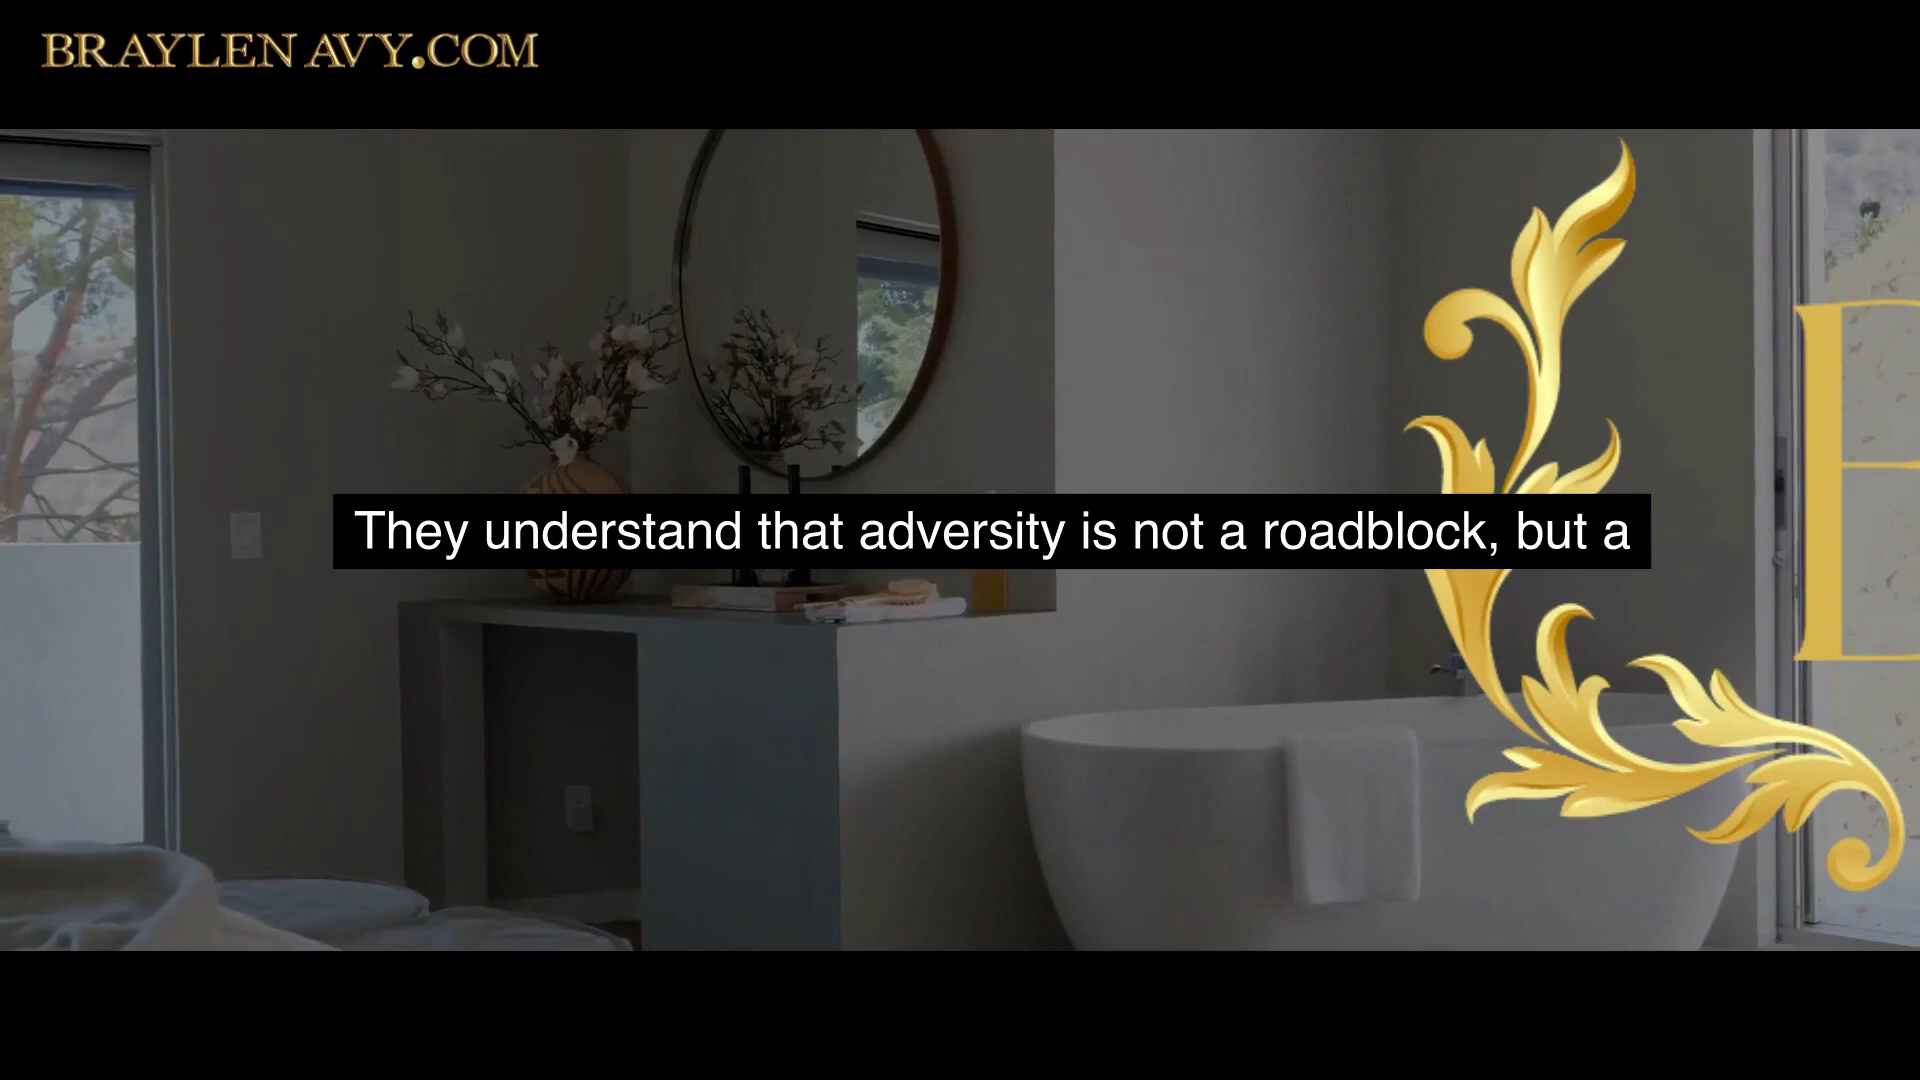 BRAYLEN AVY.COM
They understand that adversity is not a roadblock, but a